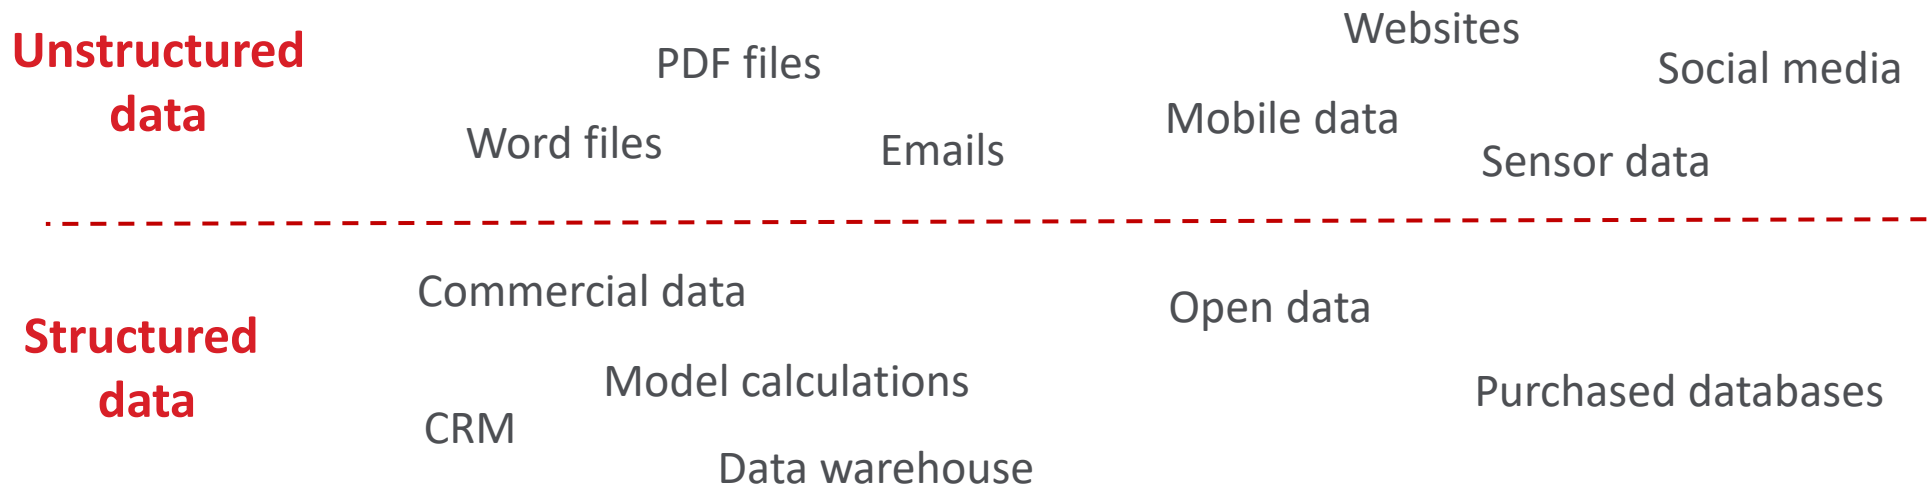 Unstructured
data
PDF files
Word files
Emails
Websites
Social media
Mobile data
Sensor data
Structured
data
Commercial data
Model calculations
CRM
Data warehouse
Open data
Purchased databases